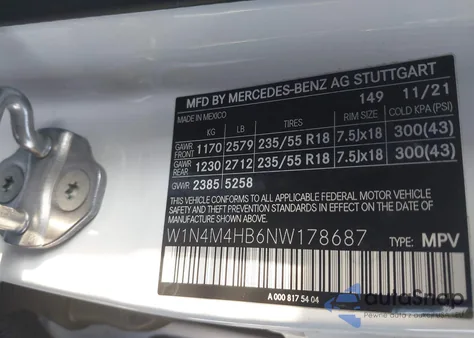 MFD BY MERCEDES-BENZ AG STUTTGART
MADE IN MEXICO 149 11/21
KG LB TIRES RIM SIZE COLD KPA (PSI)
GAWR FRONT 1170 2579 235/55 R18 7.5Jx18 300(43)
GAWR REAR 1230 2712 235/55 R18 7.5Jx18 300(43)
GVWR 2385 5258
THIS VEHICLE CONFORMS TO ALL APPLICABLE FEDERAL MOTOR VEHICLE
SAFETY AND THEFT PREVENTION STANDARDS IN EFFECT ON THE DATE OF
MANUFACTURE SHOWN ABOVE.
W1N4M4HB6NW178687 TYPE: MPV
A 000 817 54 04
autaShop
Pewne auto z